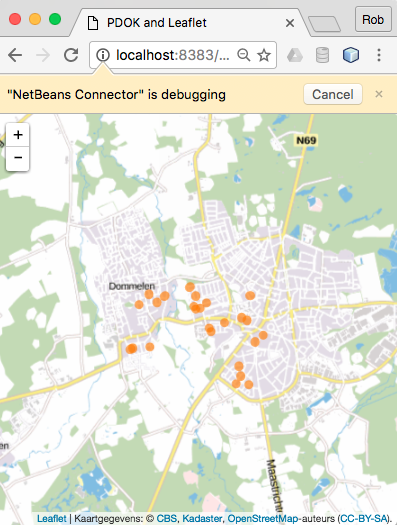 PDOK and Leaflet
Rob
localhost:8383/...
"NetBeans Connector" is debugging
Cancel
+
-
N69
Dommelen
Maastrichter
Leaflet | Kaartgegevens: © CBS, Kadaster, OpenStreetMap-auteurs (CC-BY-SA).